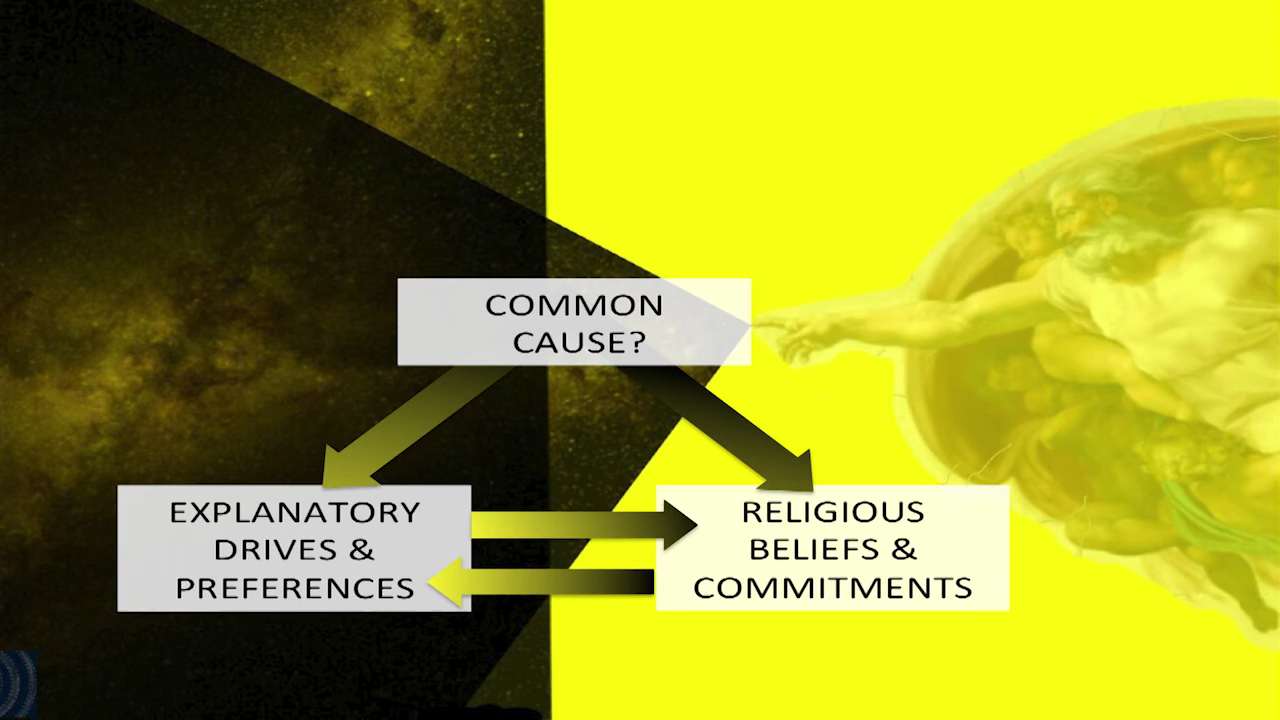 COMMON
CAUSE?
EXPLANATORY
DRIVES &
PREFERENCES
RELIGIOUS
BELIEFS &
COMMITMENTS